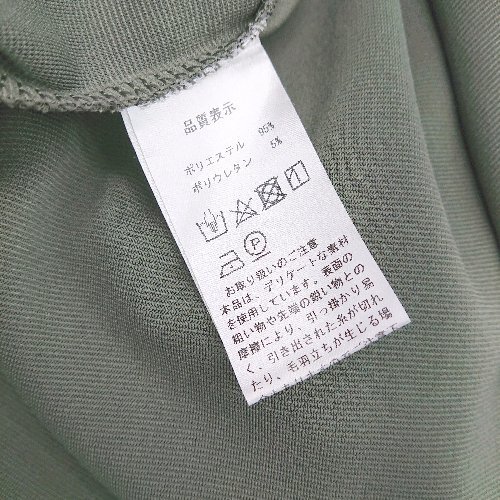 品質表示
ポリエステル 95%
ポリウレタン 5%
P
お取り扱いのご注意
本品は、デリケートな素材
を使用しています。表面の
粗い物や先端の鋭い物との
摩擦により、引っ掛かり易
く、引き出された糸が切れ
たり、毛羽立ちが生じる場